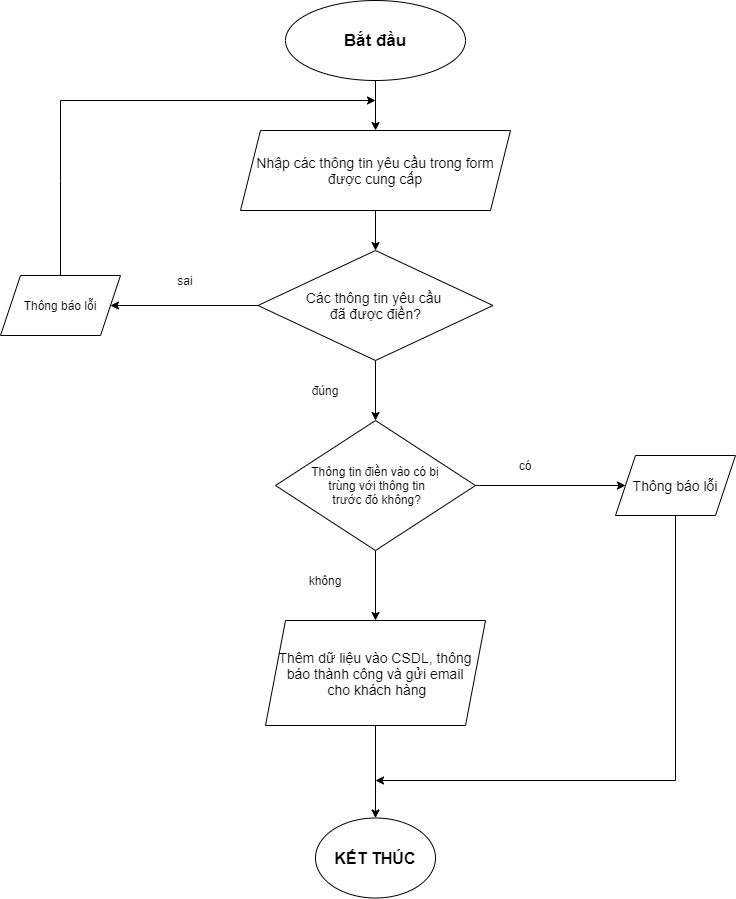 Bắt đầu
Nhập các thông tin yêu cầu trong form
được cung cấp
sai
Thông báo lỗi
Các thông tin yêu cầu
đã được điền?
đúng
Thông tin điền vào có bị
trùng với thông tin
trước đó không?
có
Thông báo lỗi
không
Thêm dữ liệu vào CSDL, thông
báo thành công và gửi email
cho khách hàng
KẾT THÚC